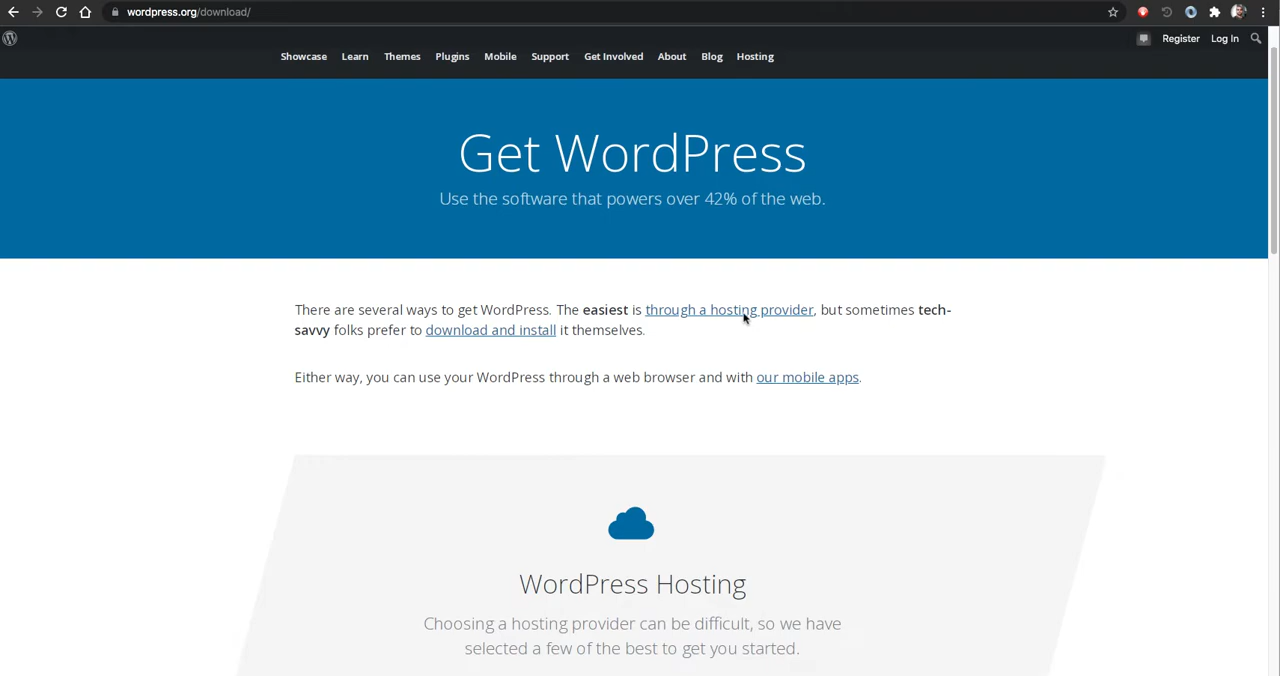 wordpress.org/download/
Register Log In
Showcase Learn Themes Plugins Mobile Support Get Involved About Blog Hosting
Get WordPress
Use the software that powers over 42% of the web.
There are several ways to get WordPress. The easiest is through a hosting provider, but sometimes tech-
savvy folks prefer to download and install it themselves.
Either way, you can use your WordPress through a web browser and with our mobile apps.
WordPress Hosting
Choosing a hosting provider can be difficult, so we have
selected a few of the best to get you started.